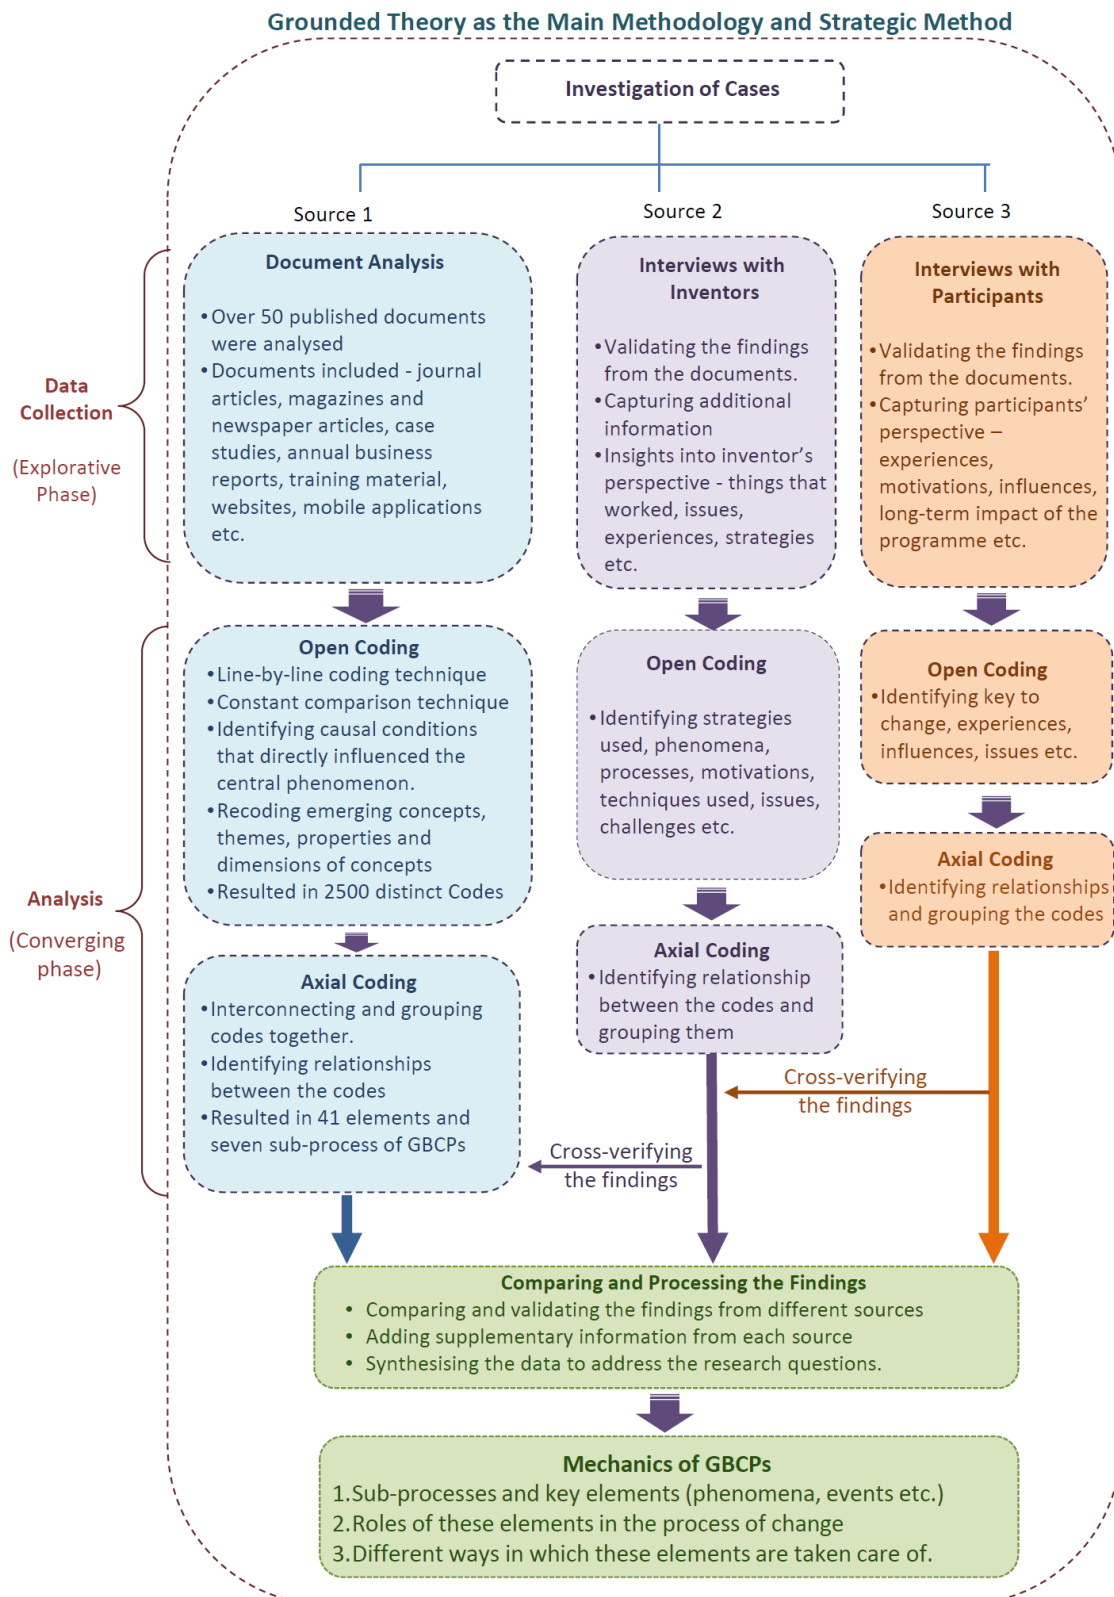 Grounded Theory as the Main Methodology and Strategic Method
Investigation of Cases
Source 1
Source 2
Source 3
Data
Collection
(Explorative
Phase)
Document Analysis
•Over 50 published documents
were analysed
•Documents included - journal
articles, magazines and
newspaper articles, case
studies, annual business
reports, training material,
websites, mobile applications
etc.
Interviews with
Inventors
•Validating the findings
from the documents.
•Capturing additional
information
•Insights into inventor's
perspective - things that
worked, issues,
experiences, strategies
etc.
Interviews with
Participants
•Validating the findings
from the documents.
•Capturing participants'
perspective –
experiences,
motivations, influences,
long-term impact of the
programme etc.
Analysis
(Converging
phase)
Open Coding
•Line-by-line coding technique
•Constant comparison technique
•Identifying causal conditions
that directly influenced the
central phenomenon.
•Recoding emerging concepts,
themes, properties and
dimensions of concepts
•Resulted in 2500 distinct Codes
Open Coding
•Identifying strategies
used, phenomena,
processes, motivations,
techniques used, issues,
challenges etc.
Open Coding
•Identifying key to
change, experiences,
influences, issues etc.
Axial Coding
•Interconnecting and grouping
codes together.
•Identifying relationships
between the codes
•Resulted in 41 elements and
seven sub-process of GBCPs
Axial Coding
•Identifying relationship
between the codes and
grouping them
Axial Coding
•Identifying relationships
and grouping the codes
Cross-verifying
the findings
Cross-verifying
the findings
Comparing and Processing the Findings
• Comparing and validating the findings from different sources
• Adding supplementary information from each source
• Synthesising the data to address the research questions.
Mechanics of GBCPs
1.Sub-processes and key elements (phenomena, events etc.)
2.Roles of these elements in the process of change
3.Different ways in which these elements are taken care of.